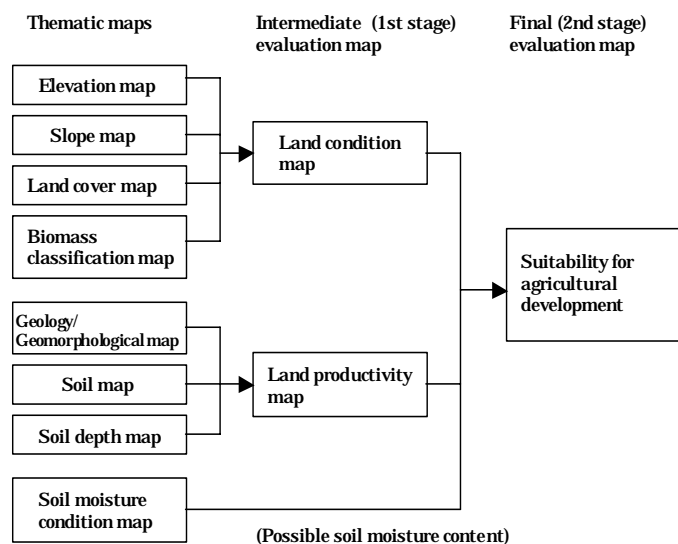 Thematic maps
Intermediate (1st stage)
evaluation map
Final (2nd stage)
evaluation map
Elevation map
Slope map
Land cover map
Biomass
classification map
Land condition
map
Geology/
Geomorphological map
Soil map
Soil depth map
Land productivity
map
Soil moisture
condition map
(Possible soil moisture content)
Suitability for
agricultural
development